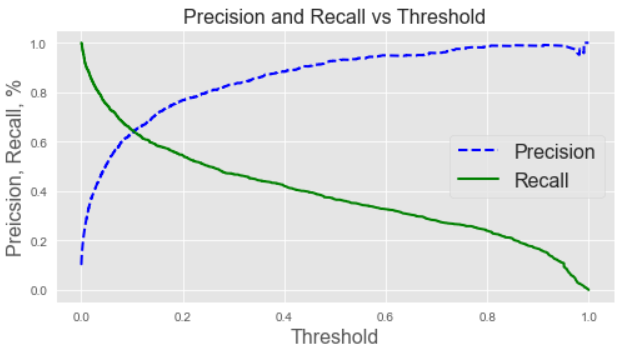 Precision and Recall vs Threshold
Preicsion, Recall, %
1.0
0.8
0.6
0.4
0.2
0.0
Precision
Recall
0.0 0.2 0.4 0.6 0.8 1.0
Threshold